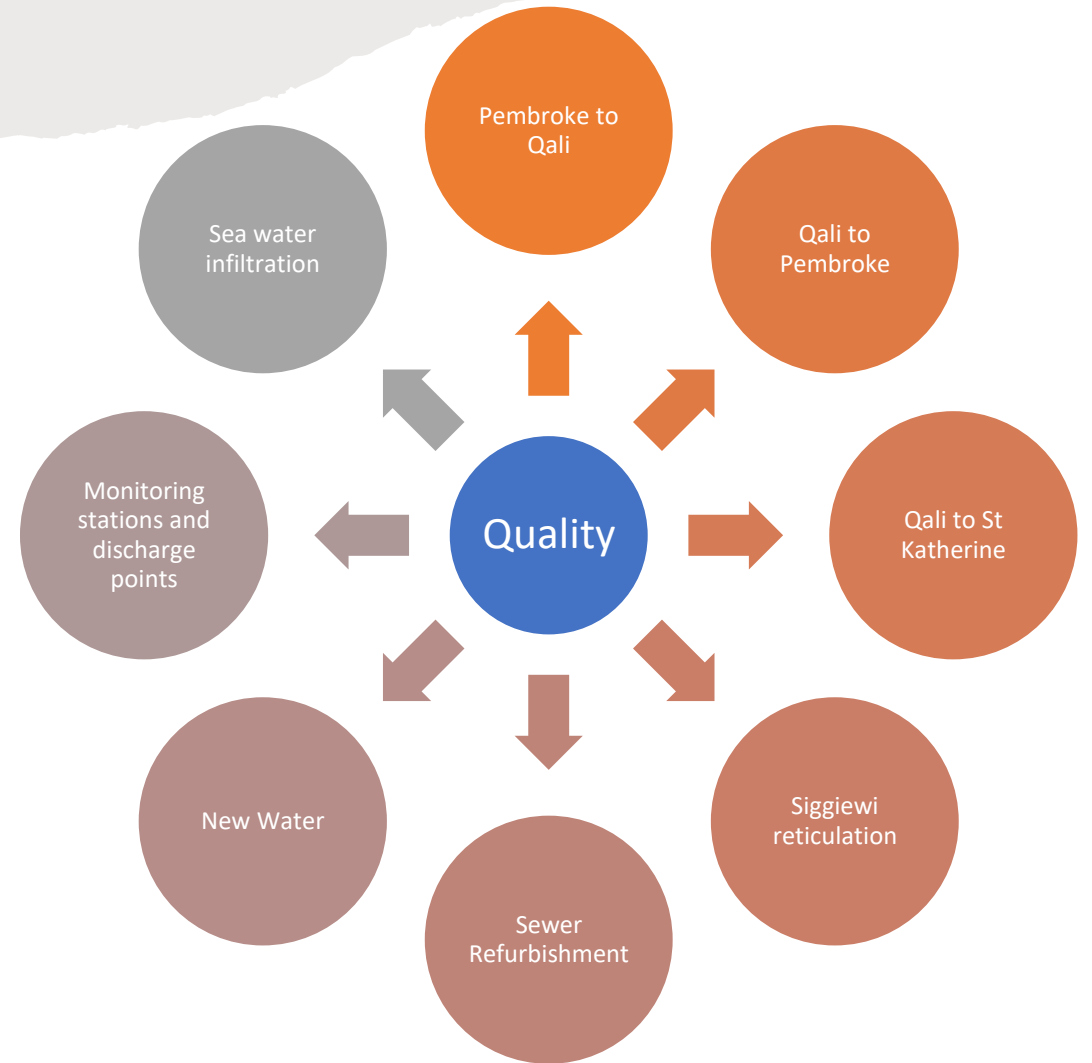 Pembroke to
Qali
Qali to
Pembroke
Qali to St
Katherine
Siggiewi
reticulation
Sewer
Refurbishment
New Water
Monitoring
stations and
discharge
points
Sea water
infiltration
Quality